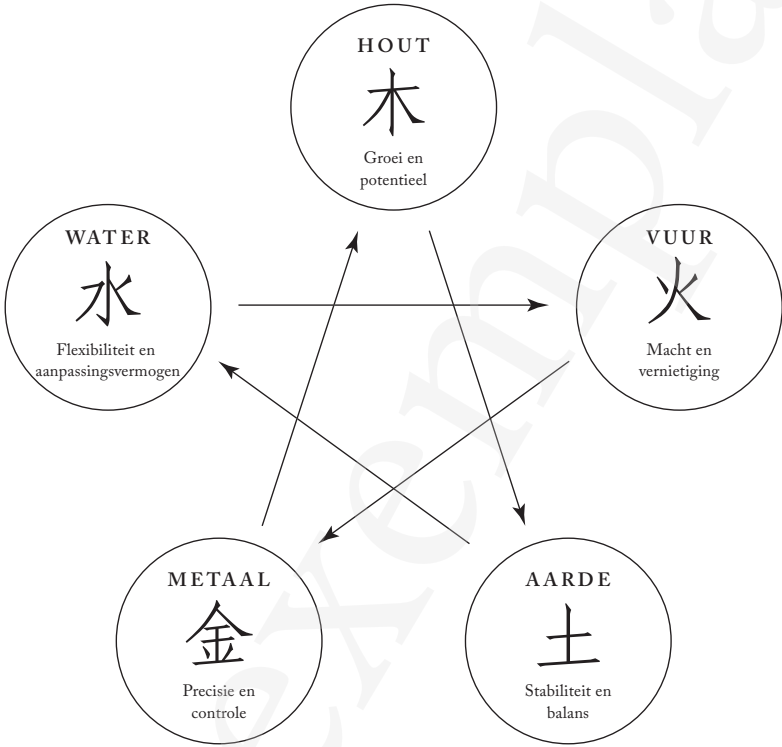 HOUT
木
Groei en
potentieel
WATER
水
Flexibiliteit en
aanpassingsvermogen
VUUR
火
Macht en
vernietiging
METAAL
金
Precisie en
controle
AARDE
土
Stabiliteit en
balans
exempla